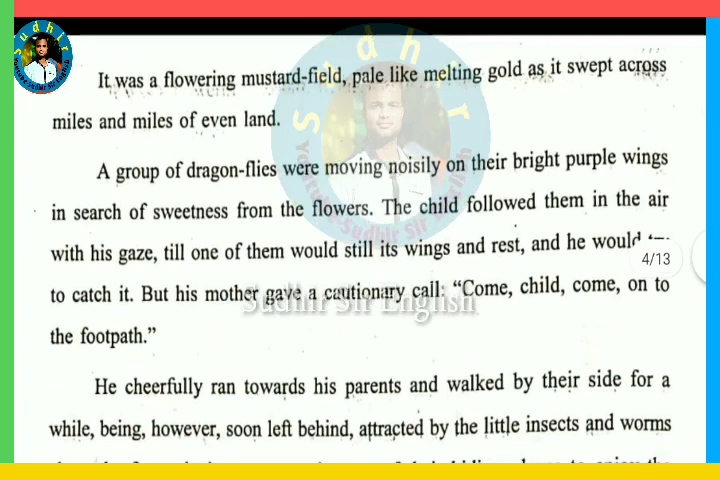 Sudhir
Youtube-Sudhir Sir English
It was a flowering mustard-field, pale like melting gold as it swept across
miles and miles of even land.
A group of dragon-flies were moving noisily on their bright purple wings
in search of sweetness from the flowers. The child followed them in the air
with his gaze, till one of them would still its wings and rest, and he would
4/13
to catch it. But his mother gave a cautionary call: “Come, child, come, on to
Sudhir Sir English
the footpath.”
He cheerfully ran towards his parents and walked by their side for a
while, being, however, soon left behind, attracted by the little insects and worms